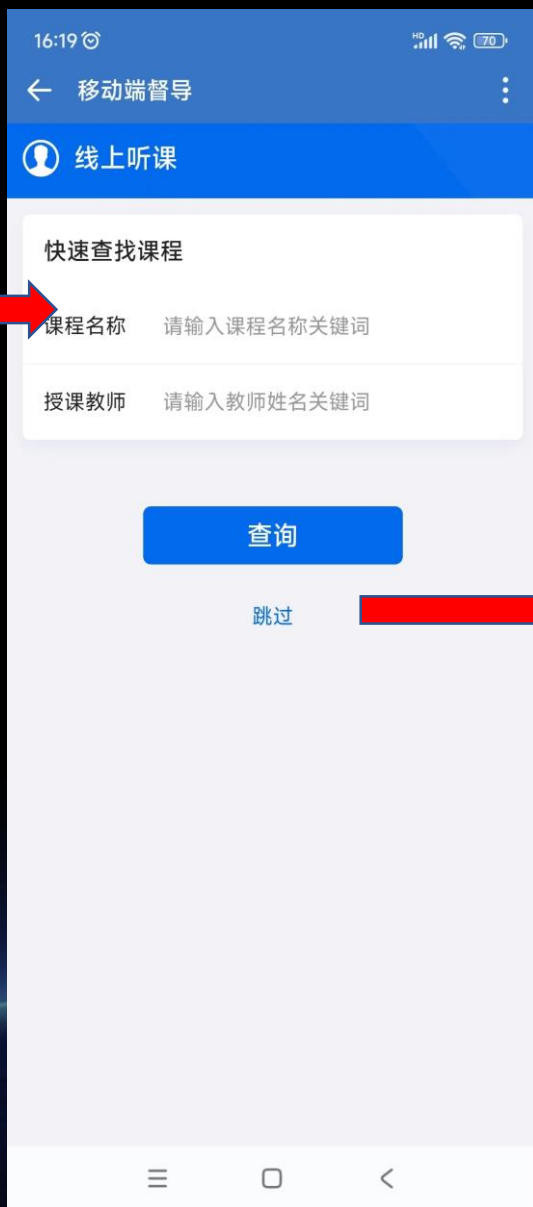 16:19
HD 70
移动端督导
线上听课
快速查找课程
课程名称 请输入课程名称关键词
授课教师 请输入教师姓名关键词
查询
跳过